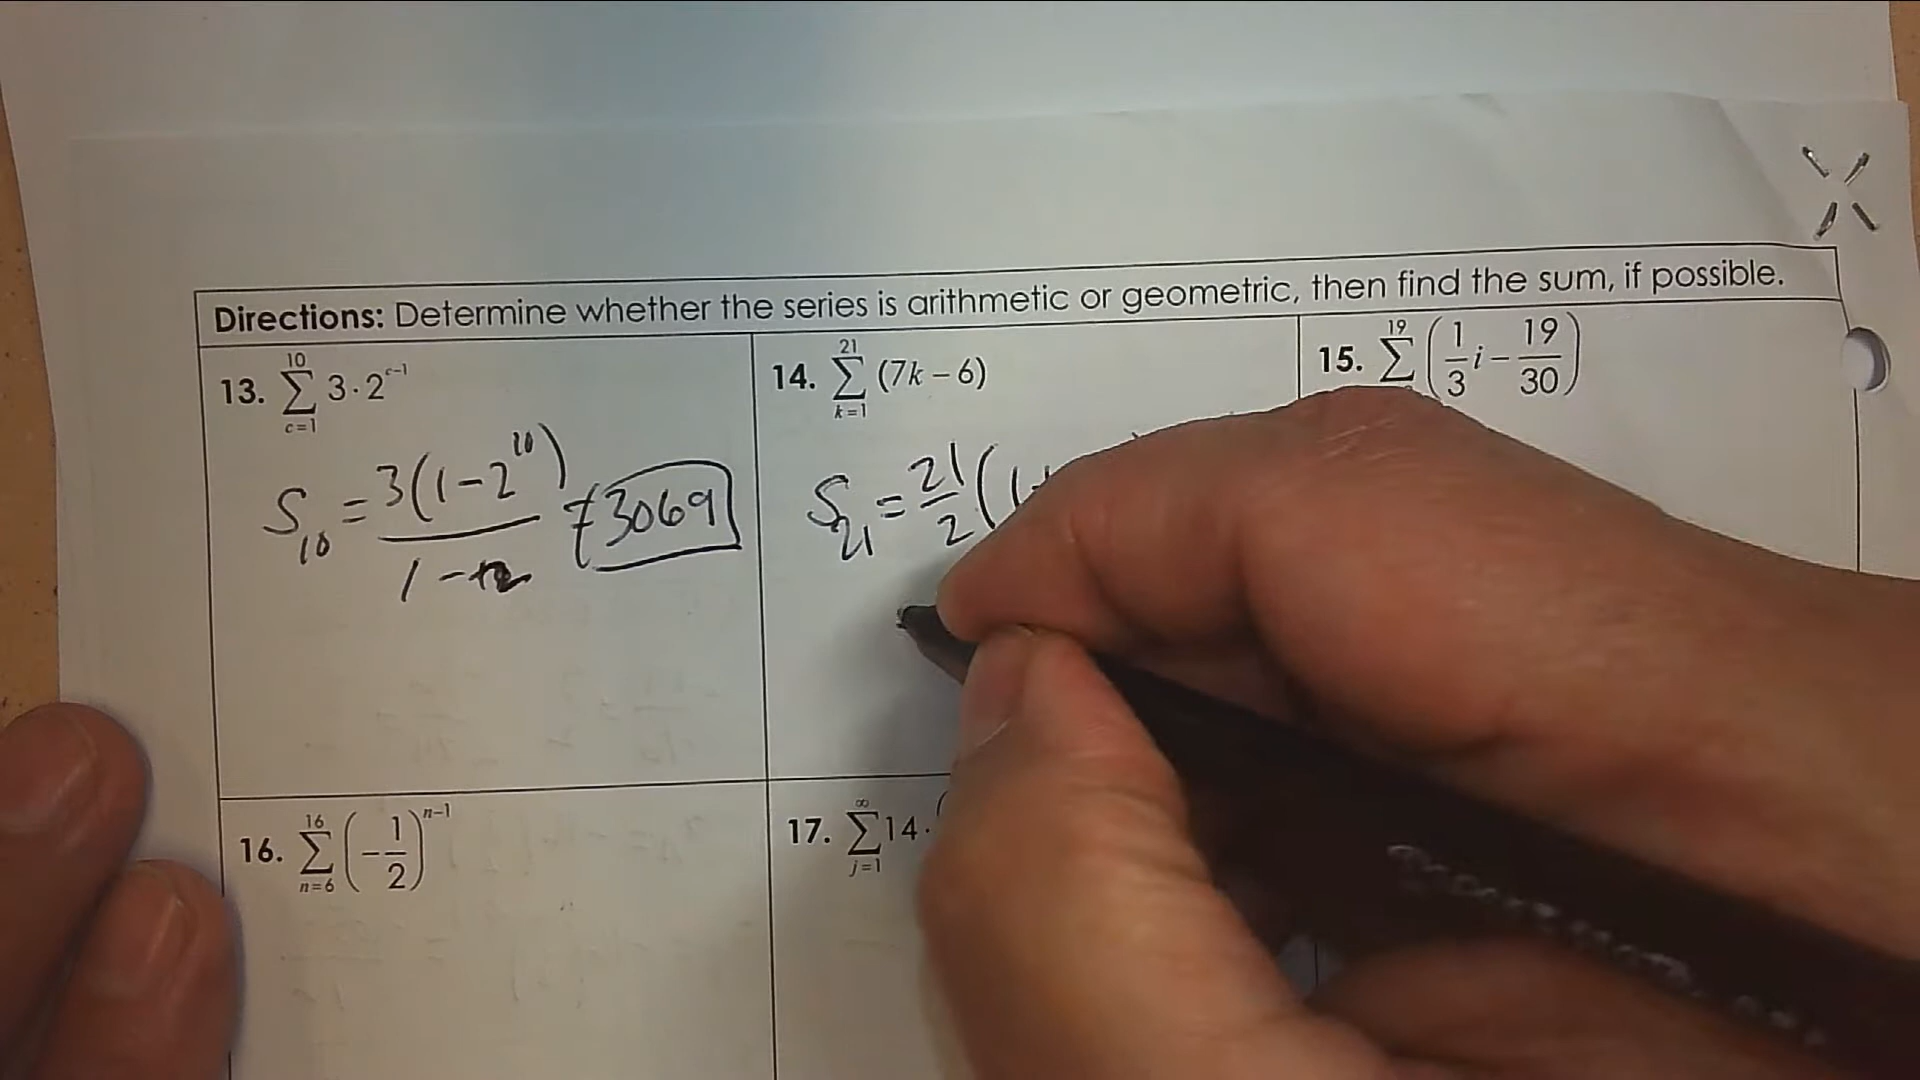 Directions: Determine whether the series is arithmetic or geometric, then find the sum, if possible.
13. 10 ∑ c=1 3 · 2^(c–1)
S₁₀ = 3(1-2^10) / 1-2 = 3069
14. 21 ∑ k=1 (7k – 6)
S₂₁ = 21/2 (1+
15. 19 ∑ (1/3 i – 19/30)
16. 16 ∑ n=6 (–1/2)^(n–1)
17. ∞ ∑ j=1 14 · (